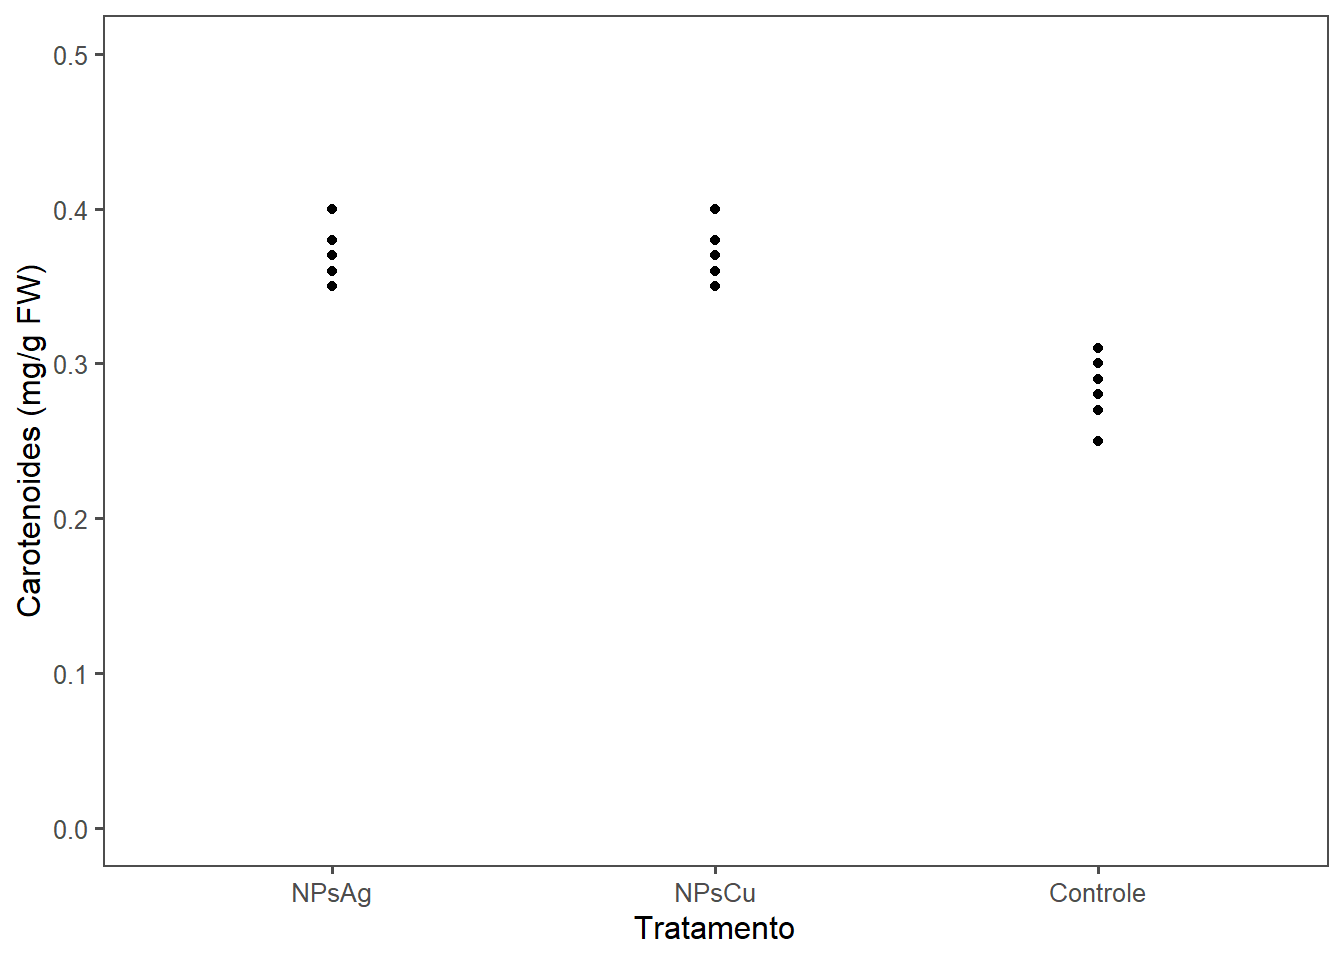 Carotenoides (mg/g FW)
0.5
0.4
0.3
0.2
0.1
0.0
NPsAg
NPsCu
Controle
Tratamento